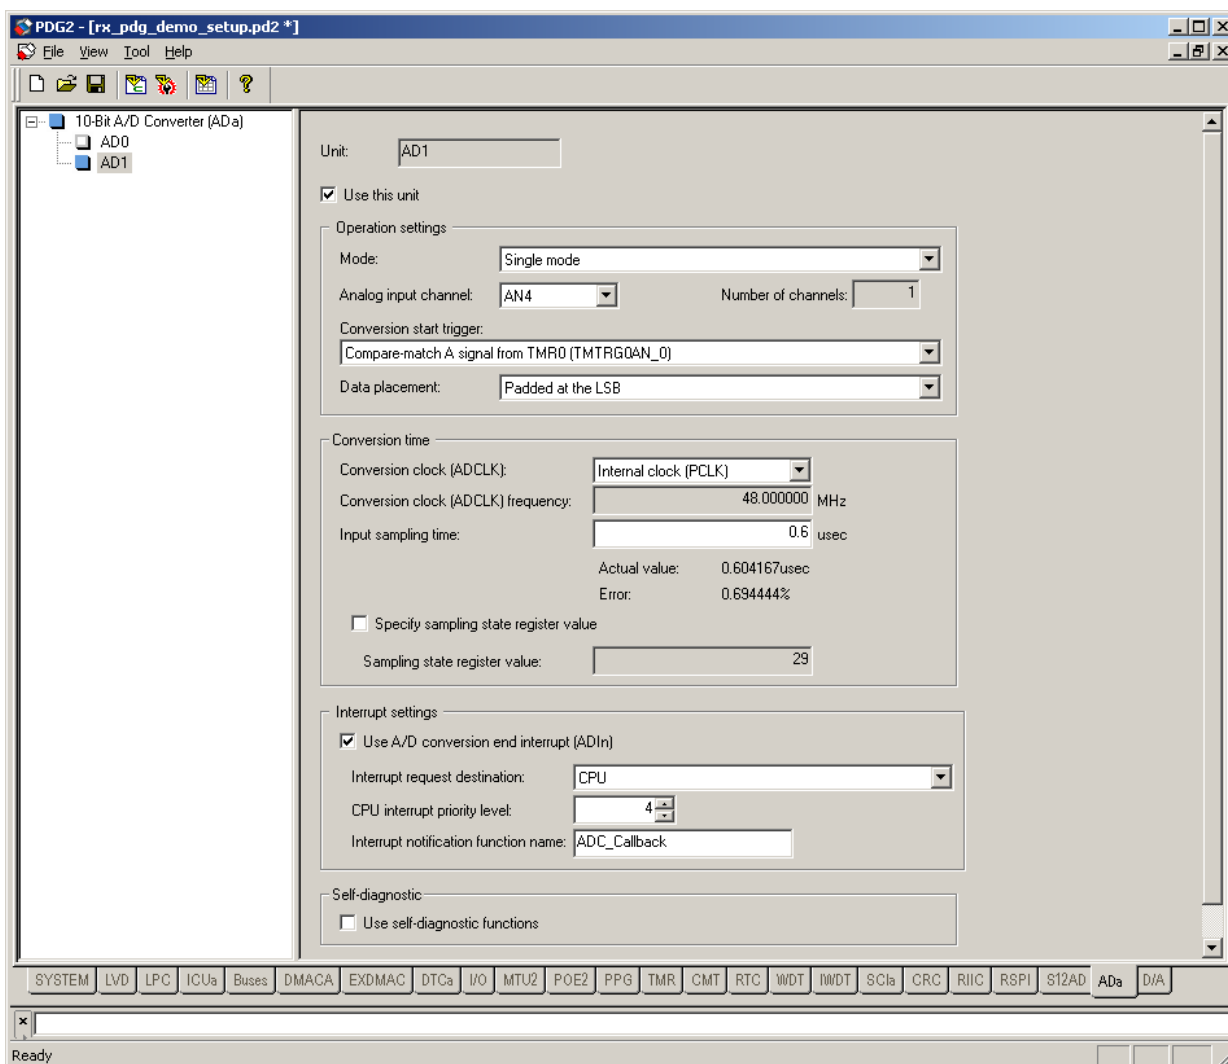 PDG2 - [rx_pdg_demo_setup.pd2 *]
File View Tool Help
10-Bit A/D Converter (ADa)
AD0
AD1
Unit: AD1
Use this unit
Operation settings
Mode: Single mode
Analog input channel: AN4 Number of channels: 1
Conversion start trigger:
Compare-match A signal from TMR0 (TMTRG0AN_0)
Data placement: Padded at the LSB
Conversion time
Conversion clock (ADCLK): Internal clock (PCLK)
Conversion clock (ADCLK) frequency: 48.000000 MHz
Input sampling time: 0.6 usec
Actual value: 0.604167usec
Error: 0.694444%
Specify sampling state register value
Sampling state register value: 29
Interrupt settings
Use A/D conversion end interrupt (ADIn)
Interrupt request destination: CPU
CPU interrupt priority level: 4
Interrupt notification function name: ADC_Callback
Self-diagnostic
Use self-diagnostic functions
SYSTEM LVD LPC ICUa Buses DMACA EXDMAC DTCa I/O MTU2 POE2 PPG TMR CMT RTC WDT IWDT SCIa CRC RIIC RSPI S12AD ADa D/A
Ready